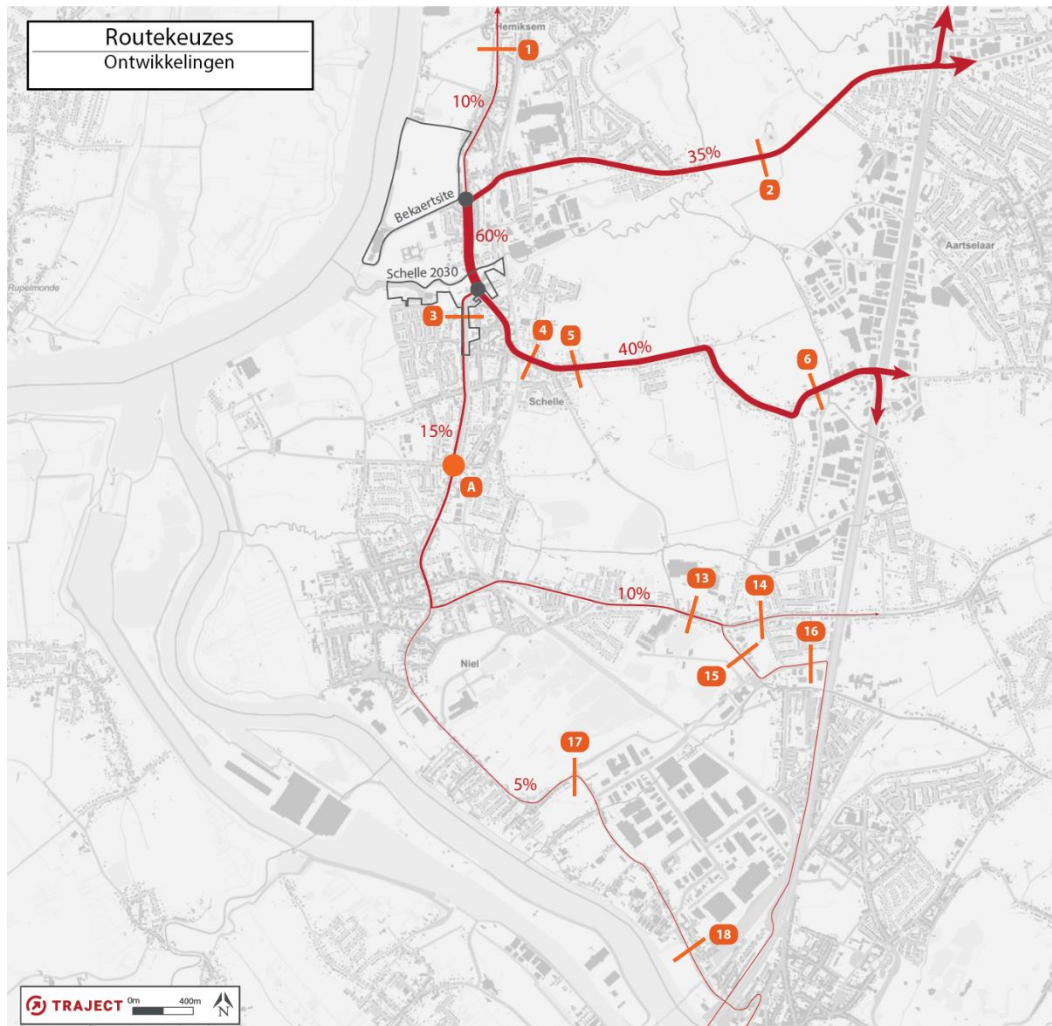 Routekeuzes
Ontwikkelingen
Hemiksem
1
10%
35%
2
Bekaertsite
60%
Aartselaar
Schelle 2030
Rupelmonde
3
4
5
40%
6
Schelle
15%
A
13
14
10%
16
15
Niel
17
5%
18
TRAJECT
0m
400m
N